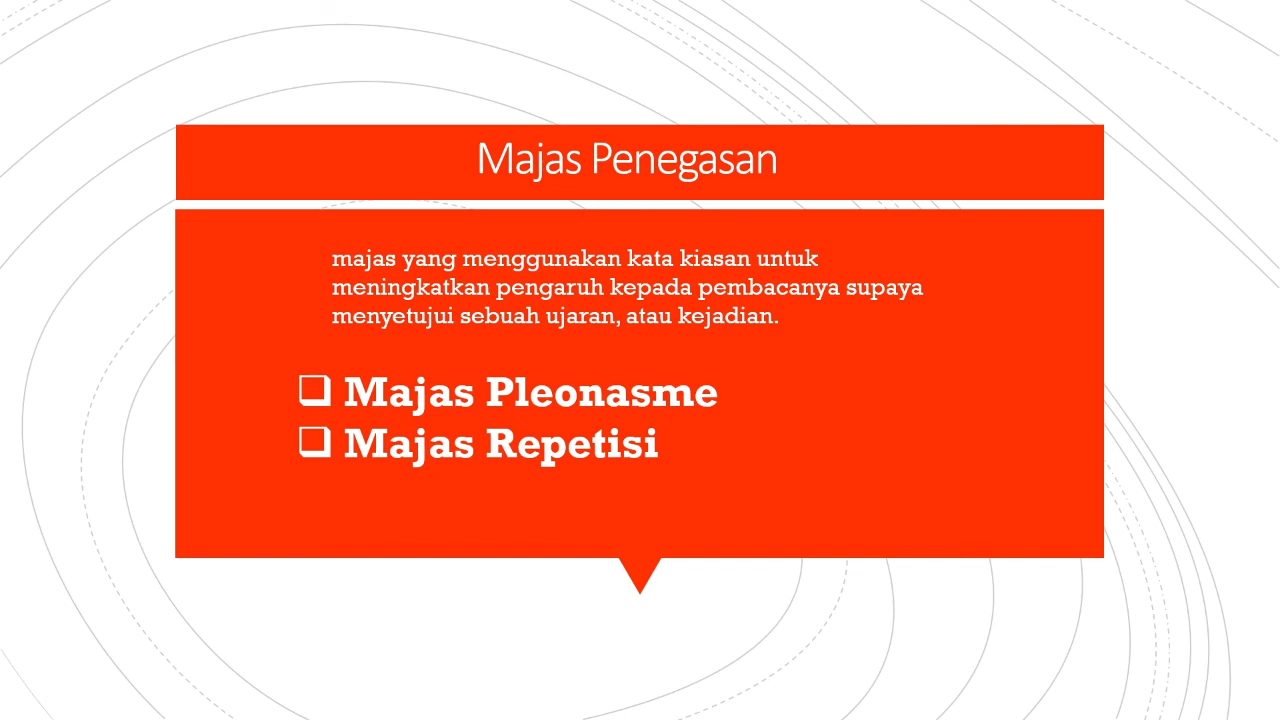 Majas Penegasan
majas yang menggunakan kata kiasan untuk
meningkatkan pengaruh kepada pembacanya supaya
menyetujui sebuah ujaran, atau kejadian.
❑ Majas Pleonasme
❑ Majas Repetisi